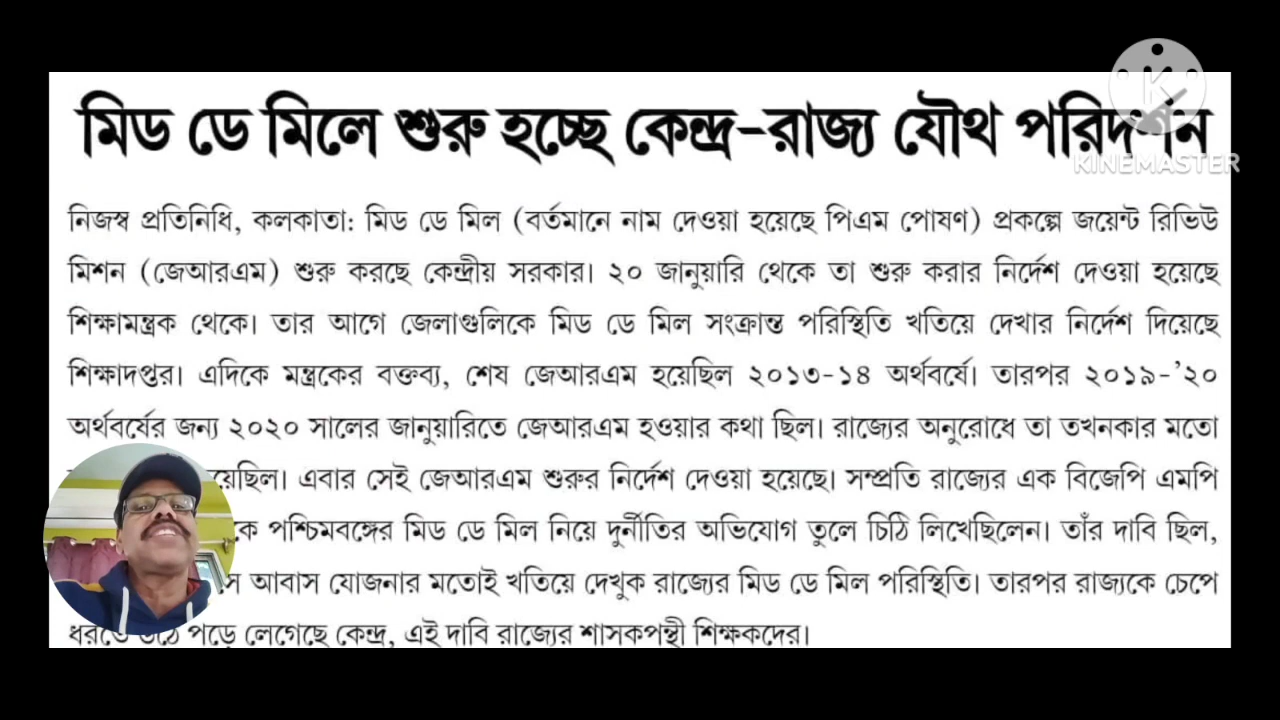 মিড ডে মিলে শুরু হচ্ছে কেন্দ্র-রাজ্য যৌথ পরিদর্শন
KINEMASTER
নিজস্ব প্রতিনিধি, কলকাতা: মিড ডে মিল (বর্তমানে নাম দেওয়া হয়েছে পিএম পোষণ) প্রকল্পে জয়েন্ট রিভিউ
মিশন (জেআরএম) শুরু করছে কেন্দ্রীয় সরকার। ২০ জানুয়ারি থেকে তা শুরু করার নির্দেশ দেওয়া হয়েছে
শিক্ষামন্ত্রক থেকে। তার আগে জেলাগুলিকে মিড ডে মিল সংক্রান্ত পরিস্থিতি খতিয়ে দেখার নির্দেশ দিয়েছে
শিক্ষাদপ্তর। এদিকে মন্ত্রকের বক্তব্য, শেষ জেআরএম হয়েছিল ২০১৩-১৪ অর্থবর্ষে। তারপর ২০১৯-'২০
অর্থবর্ষের জন্য ২০২০ সালের জানুয়ারিতে জেআরএম হওয়ার কথা ছিল। রাজ্যের অনুরোধে তা তখনকার মতো
য়েছিল। এবার সেই জেআরএম শুরুর নির্দেশ দেওয়া হয়েছে। সম্প্রতি রাজ্যের এক বিজেপি এমপি
কে পশ্চিমবঙ্গের মিড ডে মিল নিয়ে দুর্নীতির অভিযোগ তুলে চিঠি লিখেছিলেন। তাঁর দাবি ছিল,
আবাস যোজনার মতোই খতিয়ে দেখুক রাজ্যের মিড ডে মিল পরিস্থিতি। তারপর রাজ্যকে চেপে
ধরতে উঠে পড়ে লেগেছে কেন্দ্র, এই দাবি রাজ্যের শাসকপন্থী শিক্ষকদের।